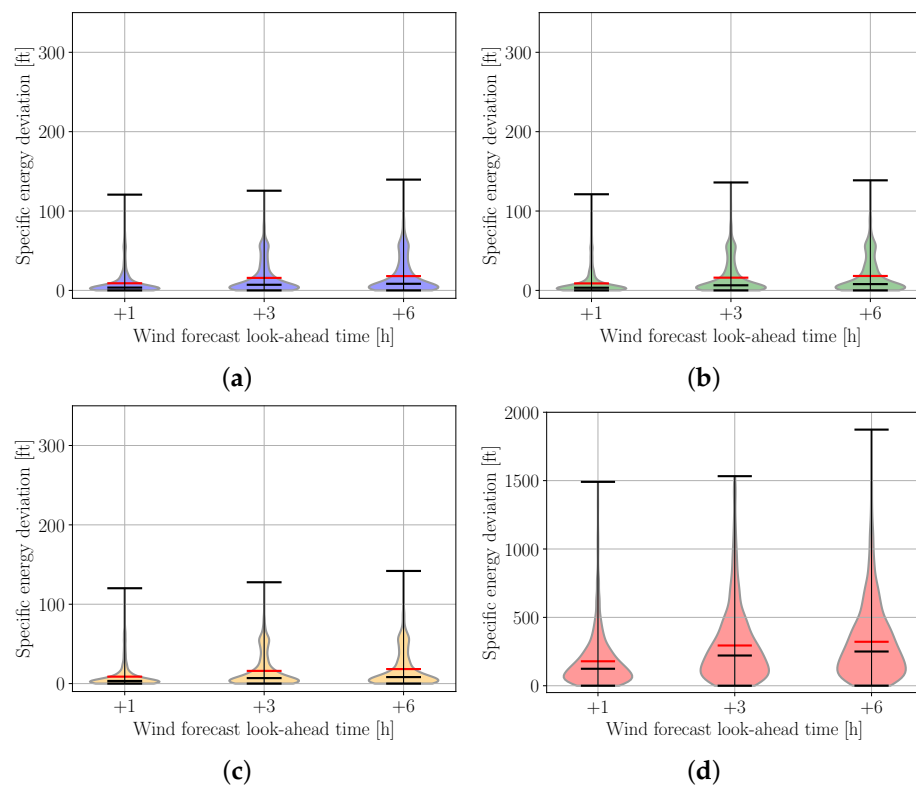 Specific energy deviation [ft]
300
200
100
0
+1 +3 +6
Wind forecast look-ahead time [h]
(a)
Specific energy deviation [ft]
300
200
100
0
+1 +3 +6
Wind forecast look-ahead time [h]
(b)
Specific energy deviation [ft]
300
200
100
0
+1 +3 +6
Wind forecast look-ahead time [h]
(c)
Specific energy deviation [ft]
2000
1500
1000
500
0
+1 +3 +6
Wind forecast look-ahead time [h]
(d)